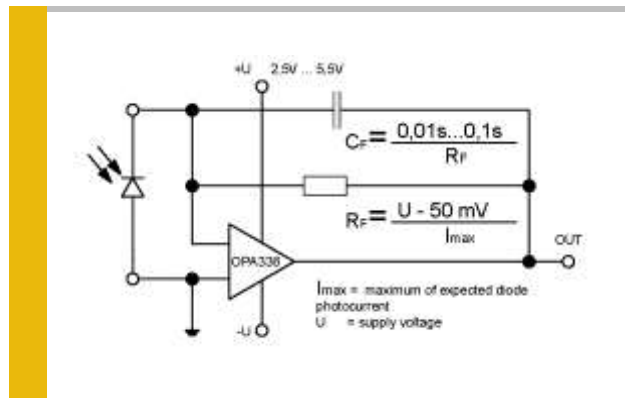 +U 2,5V ... 5,5V
CF = 0,01s...0,1s
RF
RF = U - 50 mV
Imax
OUT
OPA336
Imax = maximum of expected diode
photocurrent
U = supply voltage
-U